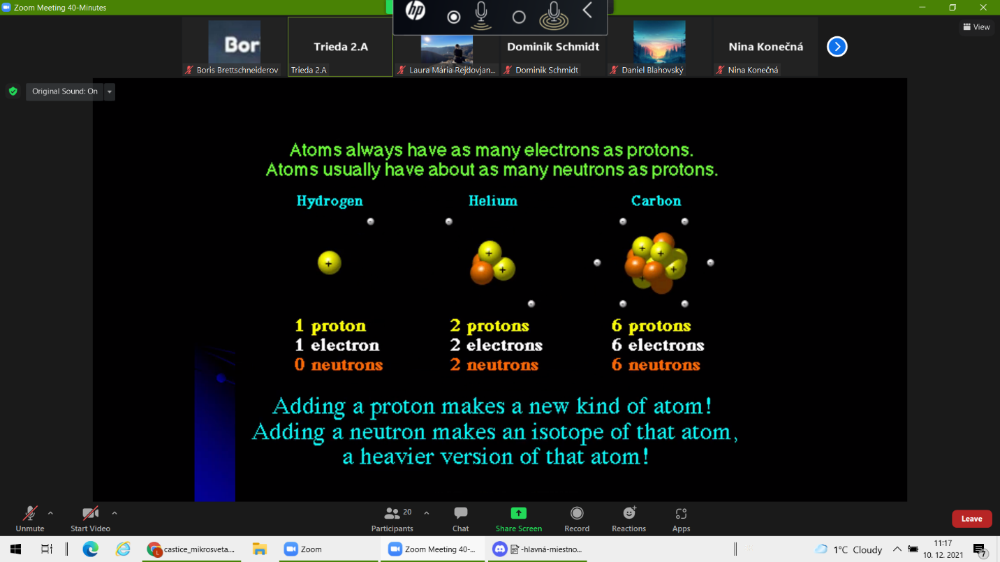 Zoom Meeting 40-Minutes
hp
View
Bor
Boris Brettschneiderov
Trieda 2.A
Trieda 2.A
Laura Mária Rejdovjan...
Dominik Schmidt
Dominik Schmidt
Daniel Blahovský
Nina Konečná
Nina Konečná
Original Sound: On
Atoms always have as many electrons as protons.
Atoms usually have about as many neutrons as protons.
Hydrogen
Helium
Carbon
+
+
+
+
+
+
+
1 proton
1 electron
0 neutrons
2 protons
2 electrons
2 neutrons
6 protons
6 electrons
6 neutrons
Adding a proton makes a new kind of atom!
Adding a neutron makes an isotope of that atom,
a heavier version of that atom!
Unmute
Start Video
20
Participants
Chat
Share Screen
Record
Reactions
Apps
Leave
L
castice_mikrosveta....
Zoom
Zoom Meeting 40-...
-hlavná-miestno...
1°C Cloudy
11:17
10. 12. 2021
7